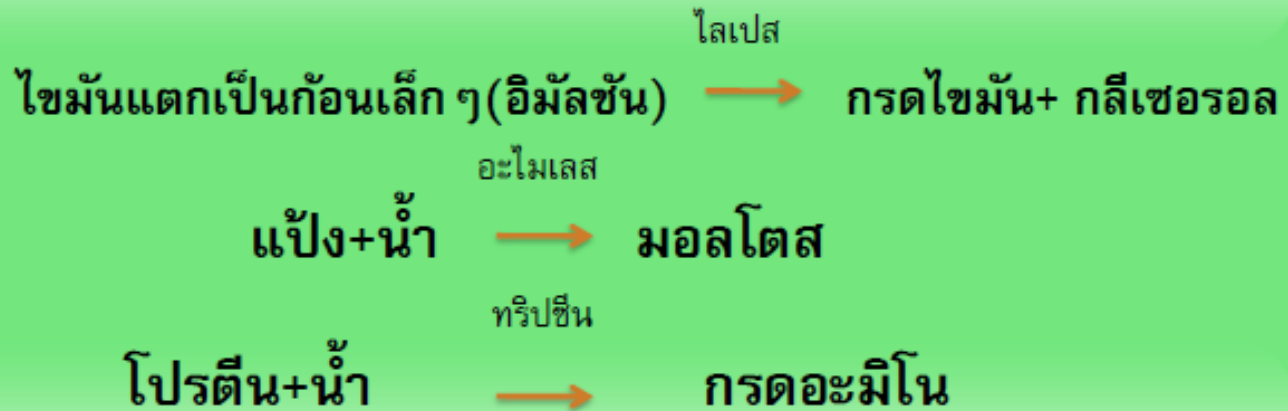 ไลเปส
ไขมันแตกเป็นก้อนเล็ก ๆ(อิมัลชัน) → กรดไขมัน+ กลีเซอรอล
อะไมเลส
แป้ง+น้ำ → มอลโตส
ทริปซีน
โปรตีน+น้ำ → กรดอะมิโน